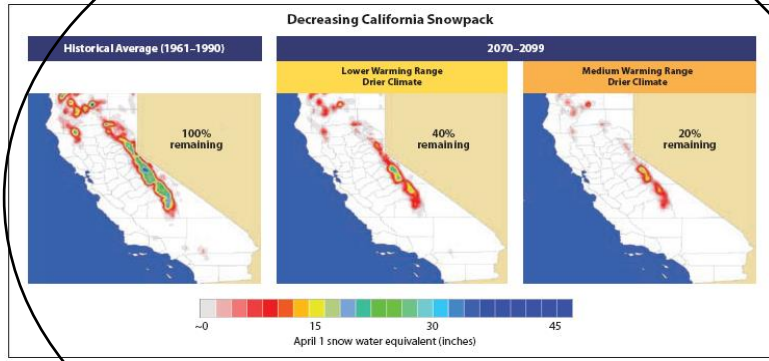 Decreasing California Snowpack
Historical Average (1961–1990)
2070–2099
Lower Warming Range
Drier Climate
Medium Warming Range
Drier Climate
100%
remaining
40%
remaining
20%
remaining
~0 15 30 45
April 1 snow water equivalent (inches)